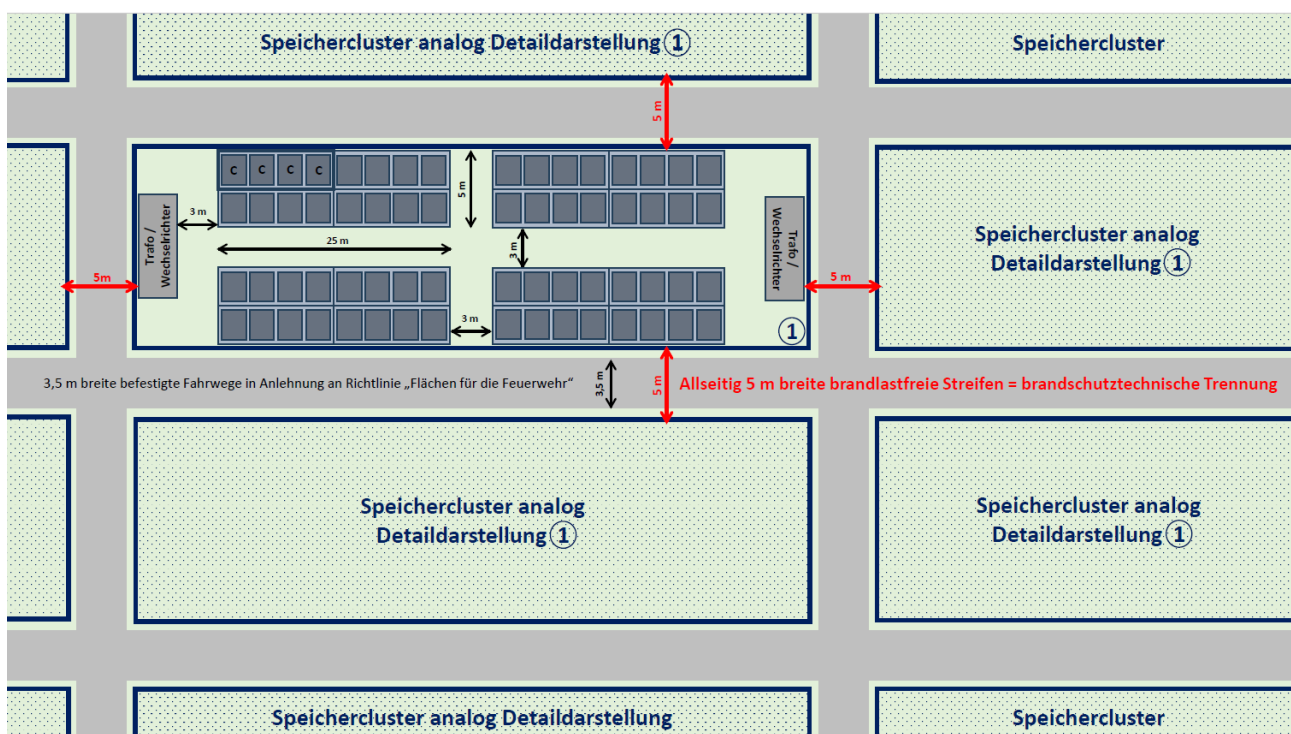 Speichercluster analog Detaildarstellung 1
Speichercluster
5 m
C C C C
5 m
3 m
Trafo /
Wechselrichter
25 m
3 m
Trafo /
Wechselrichter
Speichercluster analog
Detaildarstellung 1
5m
5 m
3 m
1
3,5 m breite befestigte Fahrwege in Anlehnung an Richtlinie „Flächen für die Feuerwehr“
3,5 m
5 m
Allseitig 5 m breite brandlastfreie Streifen = brandschutztechnische Trennung
Speichercluster analog
Detaildarstellung 1
Speichercluster analog
Detaildarstellung 1
Speichercluster analog Detaildarstellung
Speichercluster